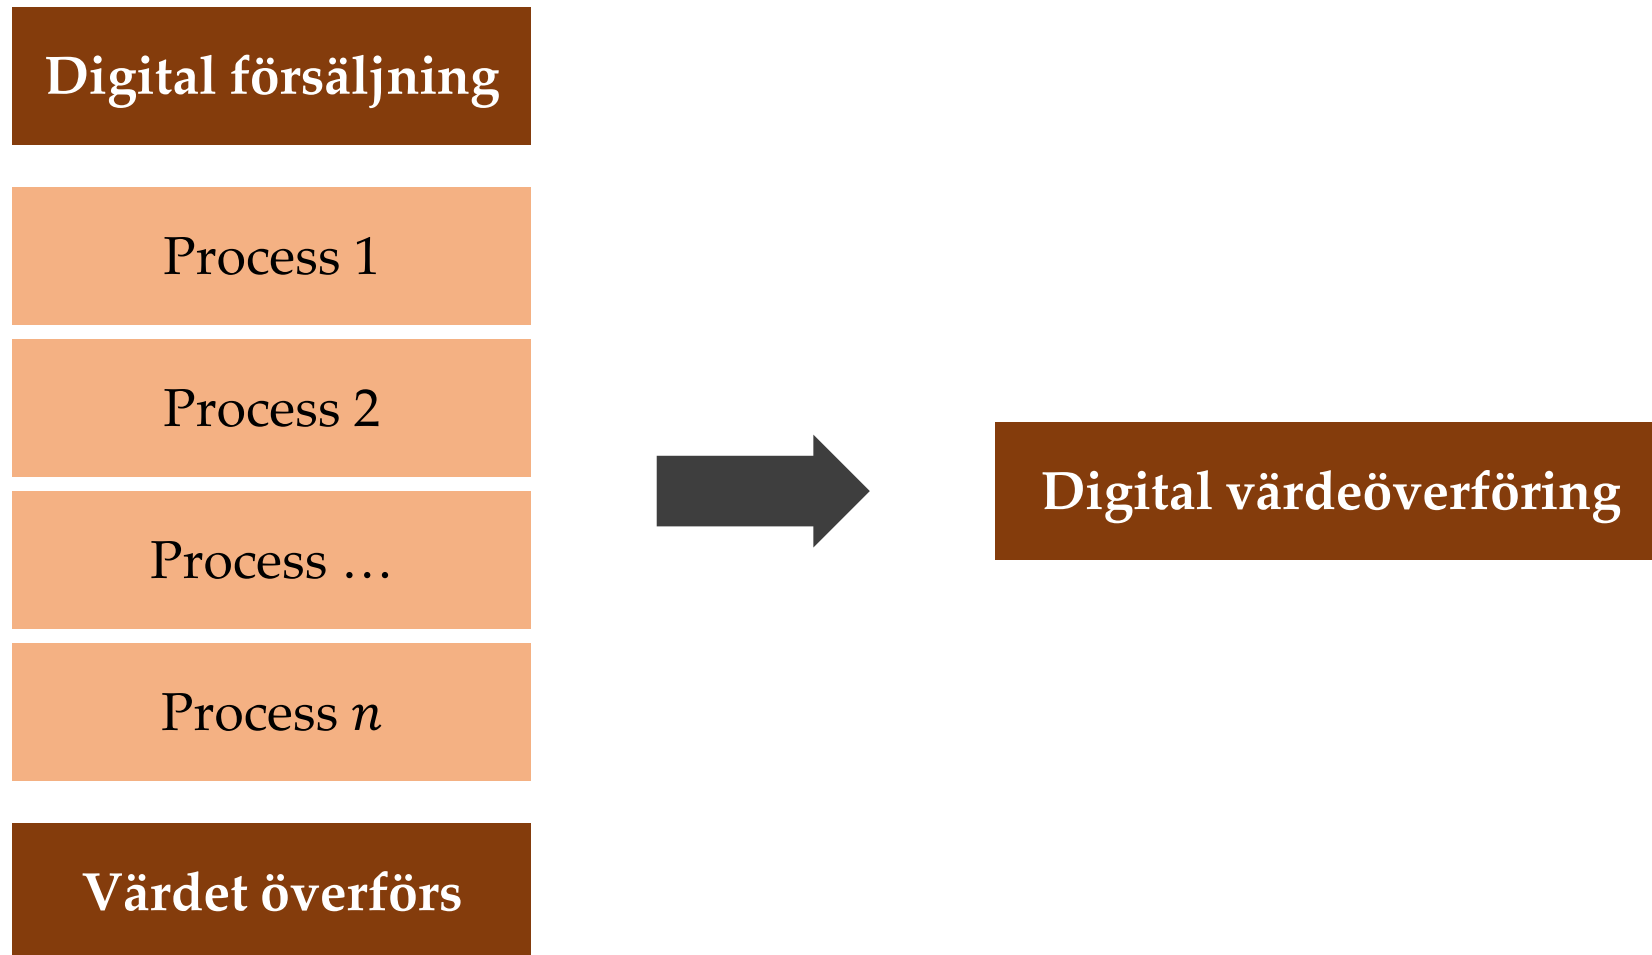 Digital försäljning
Process 1
Process 2
Process …
Process n
Värdet överförs
Digital värdeöverföring